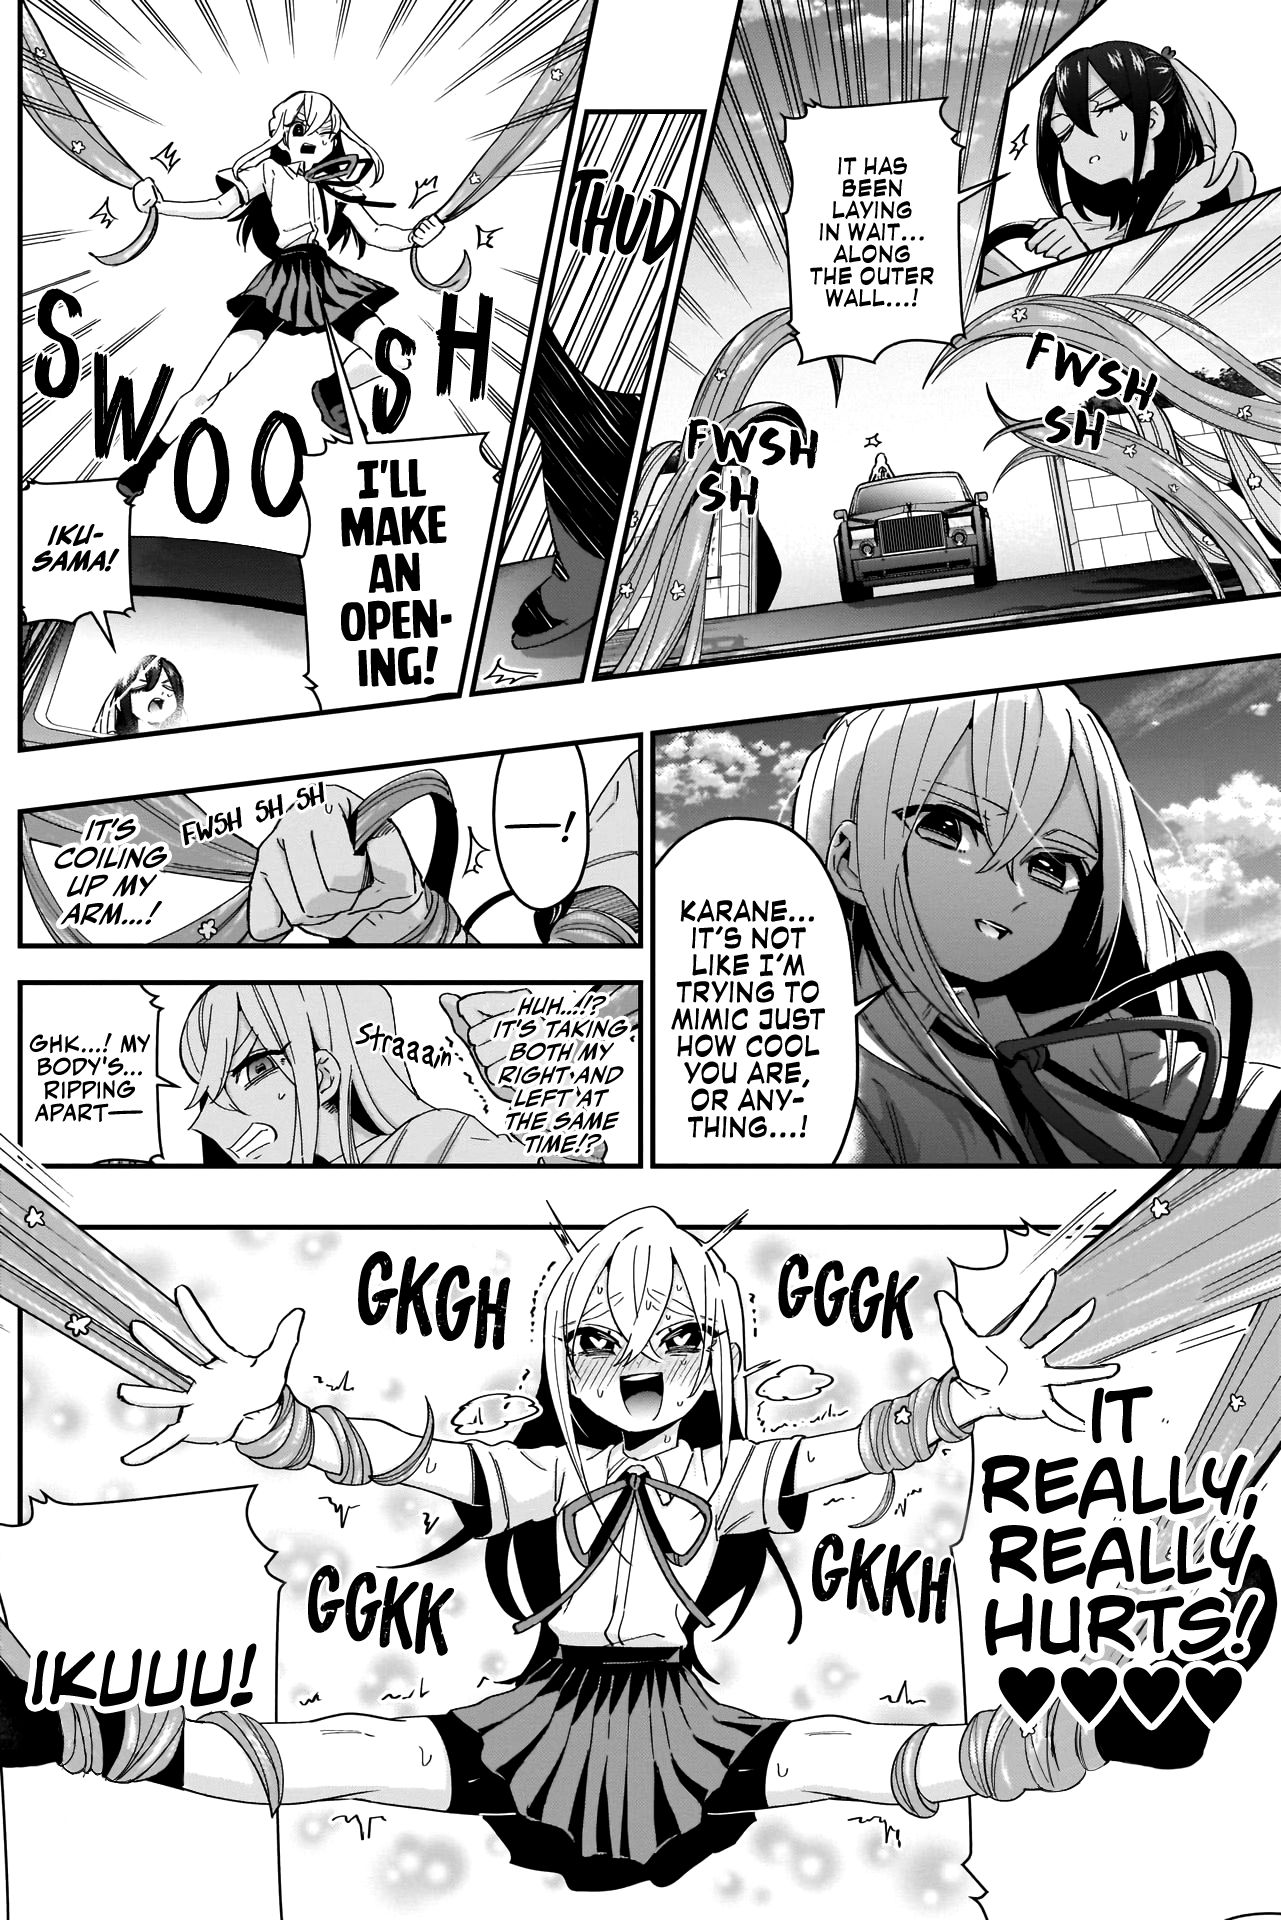 IT HAS
BEEN
LAYING
IN WAIT...
ALONG
THE OUTER
WALL...!
FWSH
SH
FWSH
SH
THUD
SWOOSH
I'LL
MAKE
AN
OPEN-
ING!
IKU-
SAMA!
KARANE...
IT'S NOT
LIKE I'M
TRYING TO
MIMIC JUST
HOW COOL
YOU ARE,
OR ANY-
THING...!
—!
FWSH SH SH
IT'S
COILING
UP MY
ARM...!
HUH...!?
IT'S TAKING
BOTH MY
RIGHT AND
LEFT AT
THE SAME
TIME!?
Straaain
GHK...! MY
BODY'S...
RIPPING
APART—
GKGH
GGGK
IT
REALLY,
REALLY
HURTS!
♥♥♥♥
GKKH
GGKK
IKUUU!